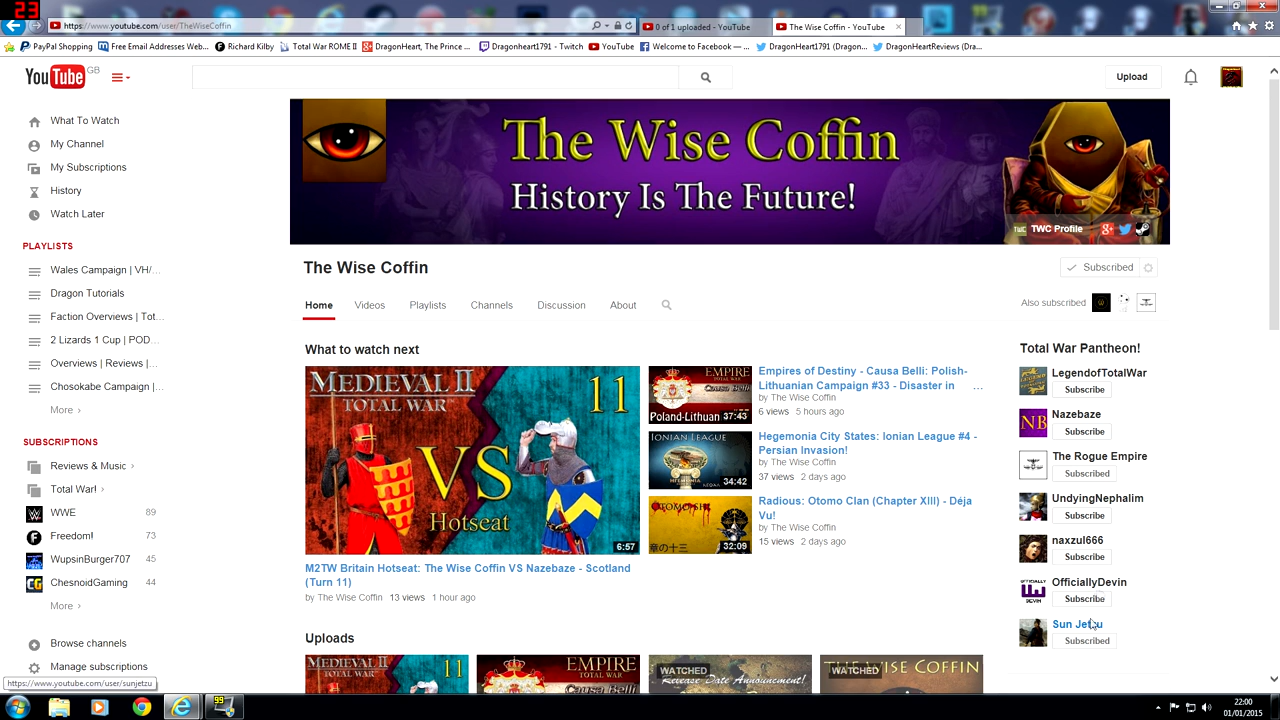 23
https://www.youtube.com/user/TheWiseCoffin
0 of 1 uploaded - YouTube
The Wise Coffin - YouTube
PayPal Shopping
Free Email Addresses Web...
Richard Kilby
Total War ROME II
DragonHeart, The Prince ...
Dragonheart1791 - Twitch
YouTube
Welcome to Facebook — ...
DragonHeart1791 (Dragon...
DragonHeartReviews (Dra...
YouTube GB
Upload
What To Watch
My Channel
My Subscriptions
History
Watch Later
PLAYLISTS
Wales Campaign | VH/...
Dragon Tutorials
Faction Overviews | Tot...
2 Lizards 1 Cup | POD...
Overviews | Reviews |...
Chosokabe Campaign |...
More ›
SUBSCRIPTIONS
Reviews & Music ›
Total War! ›
WWE 89
Freedom! 73
WupsinBurger707 45
ChesnoidGaming 44
More ›
Browse channels
Manage subscriptions
https://www.youtube.com/user/sunjetzu
The Wise Coffin
History Is The Future!
TWC TWC Profile
The Wise Coffin
Subscribed
Home Videos Playlists Channels Discussion About
Also subscribed
What to watch next
MEDIEVAL II
TOTAL WAR
11
VS
Hotseat
6:57
M2TW Britain Hotseat: The Wise Coffin VS Nazebaze - Scotland
(Turn 11)
by The Wise Coffin 13 views 1 hour ago
EMPIRE
TOTAL WAR
Poland-Lithuan
37:43
Empires of Destiny - Causa Belli: Polish-
Lithuanian Campaign #33 - Disaster in ...
by The Wise Coffin
6 views 5 hours ago
IONIAN LEAGUE
34:42
Hegemony City States: Ionian League #4 -
Persian Invasion!
by The Wise Coffin
37 views 2 days ago
章の十三
32:09
Radious: Otomo Clan (Chapter XIII) - Déja
Vu!
by The Wise Coffin
15 views 2 days ago
Uploads
11
EMPIRE
TOTAL WAR
Causa Belli
WATCHED
Release Date Announcement!
WATCHED
THE WISE COFFIN
Total War Pantheon!
LegendofTotalWar
Subscribe
NB
Nazebaze
Subscribe
The Rogue Empire
Subscribed
UndyingNephalim
Subscribe
naxzul666
Subscribe
OFFICIALLY
DEVIN
OfficiallyDevin
Subscribe
Sun Jetzu
Subscribed
99
22:00
01/01/2015